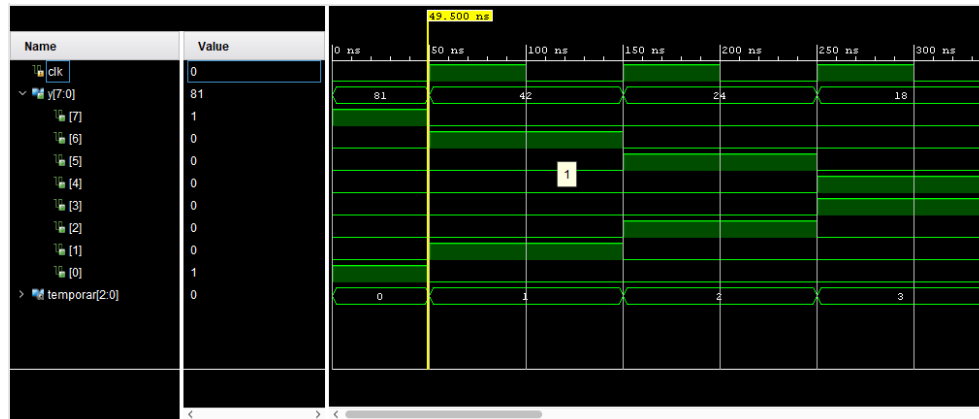 49.500 ns
Name Value
0 ns 50 ns 100 ns 150 ns 200 ns 250 ns 300 ns
clk 0
y[7:0] 81 81 42 24 18
[7] 1
[6] 0
[5] 0
[4] 0 1
[3] 0
[2] 0
[1] 0
[0] 1
temporar[2:0] 0 0 1 2 3